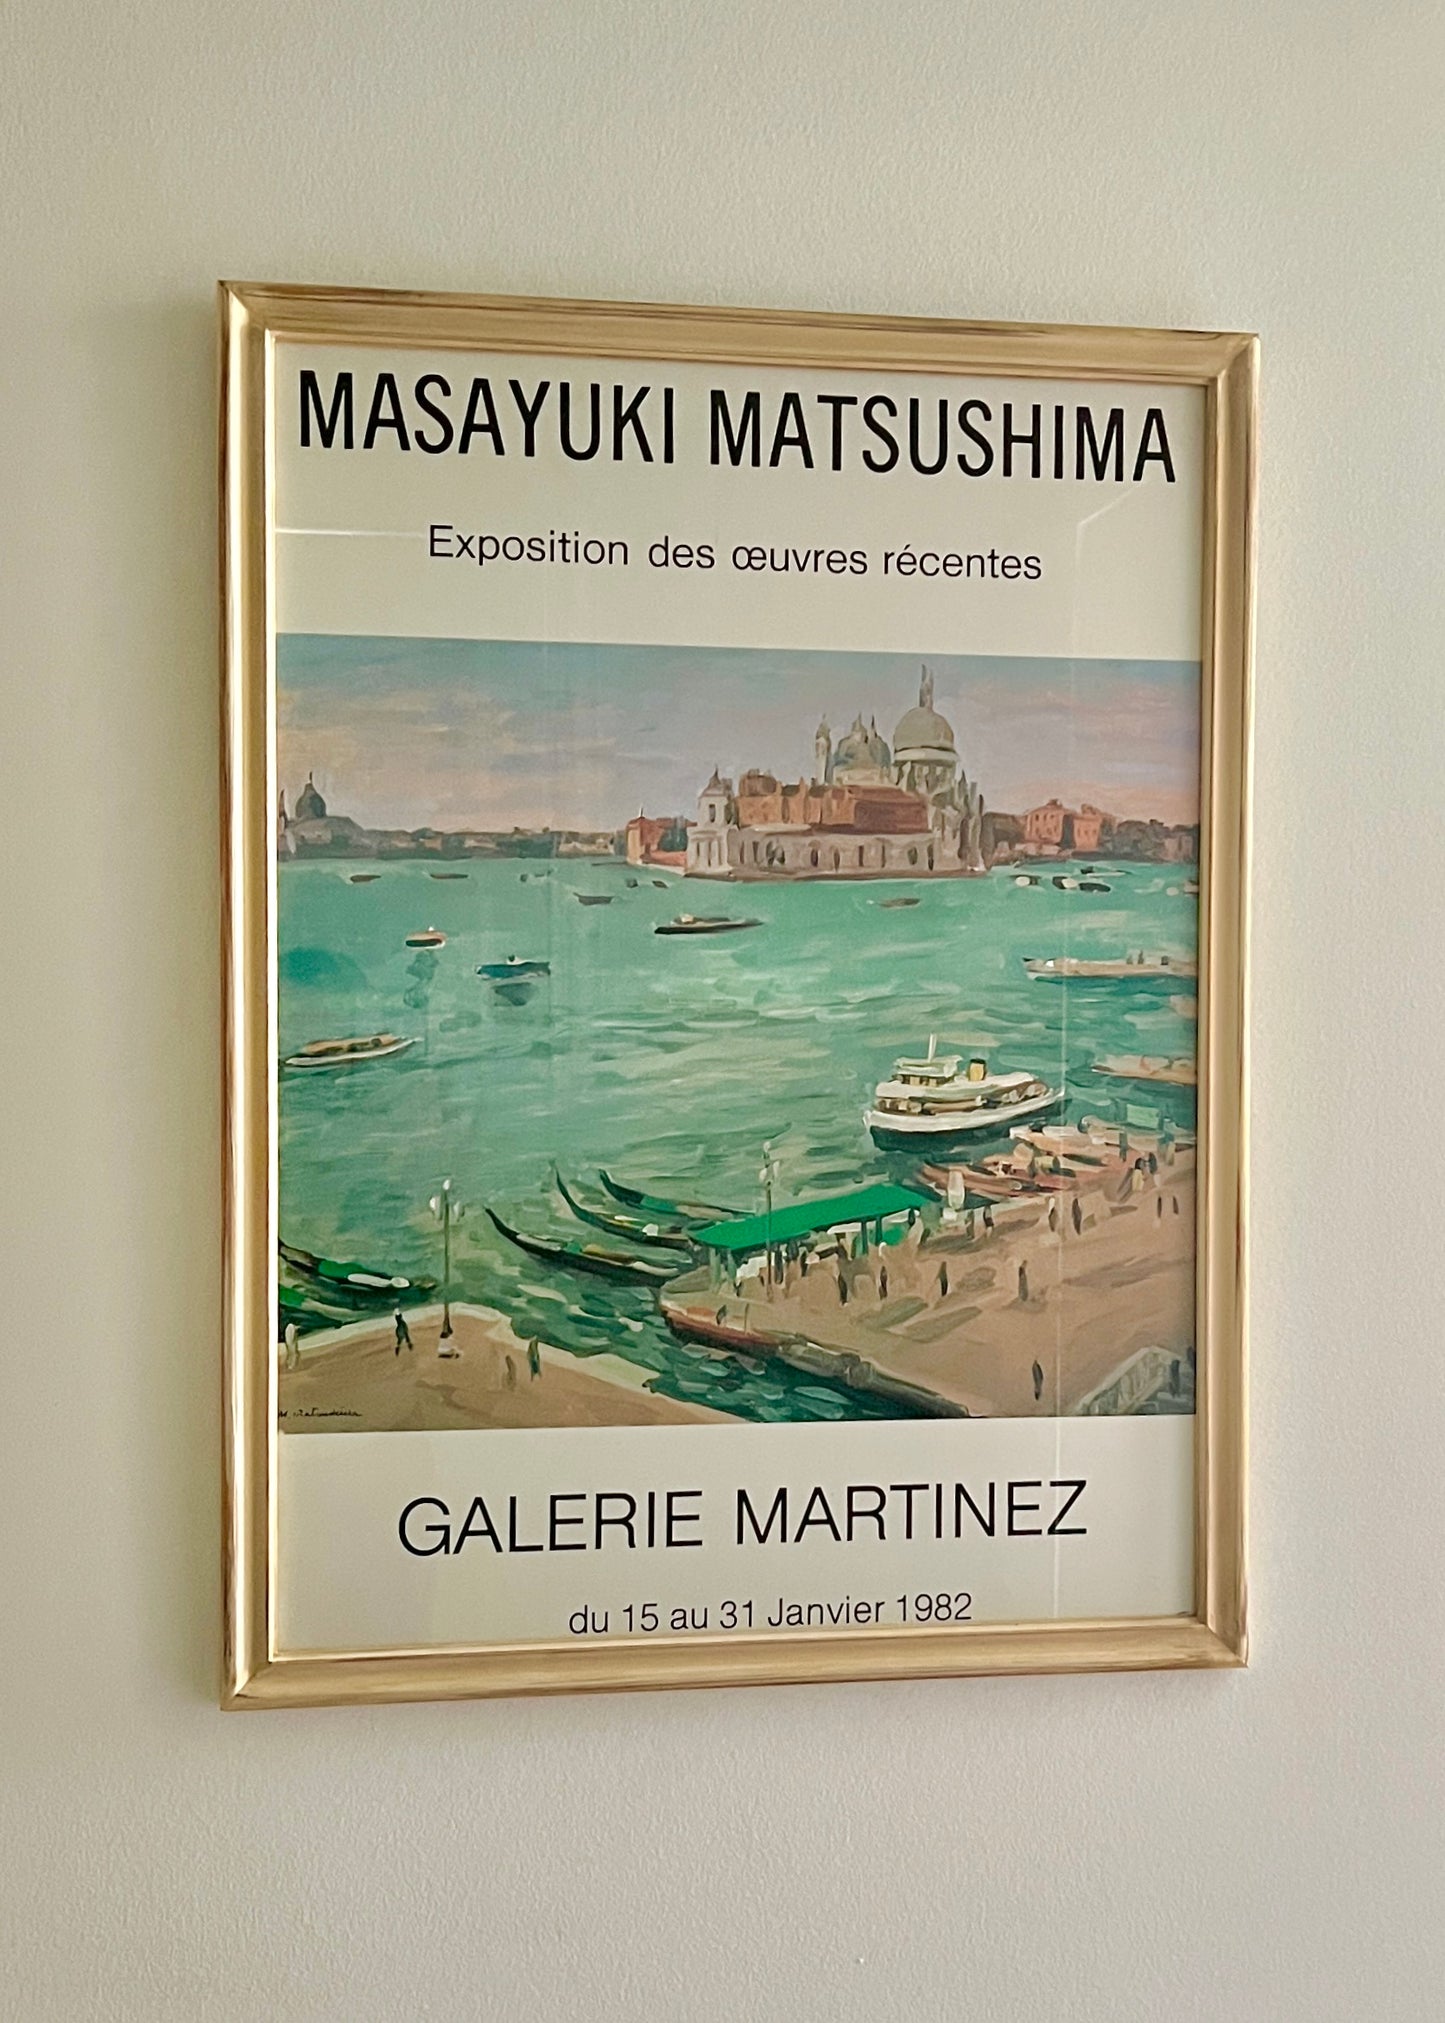 MASAYUKI MATSUSHIMA
Exposition des œuvres récentes
GALERIE MARTINEZ
du 15 au 31 Janvier 1982